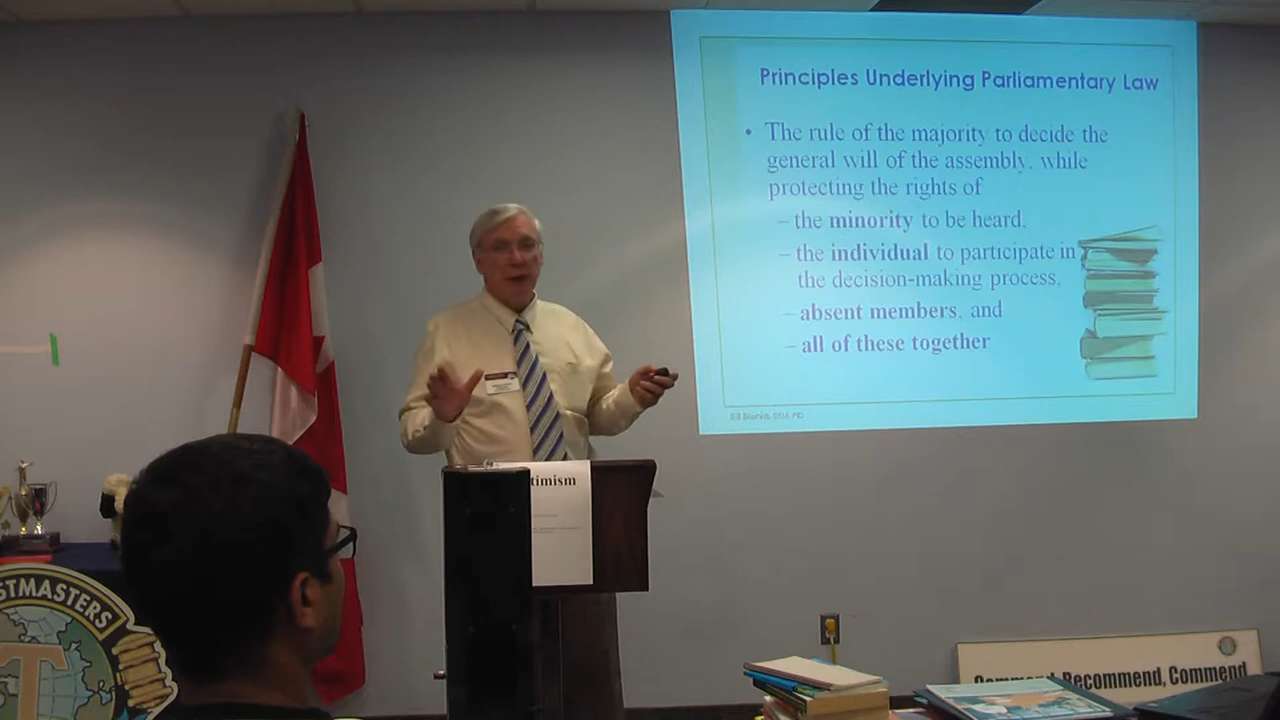 Principles Underlying Parliamentary Law
• The rule of the majority to decide the
general will of the assembly, while
protecting the rights of
– the minority to be heard,
– the individual to participate in
the decision-making process,
– absent members, and
– all of these together
Bill
timism
STMASTERS
T
Recommend, Commend